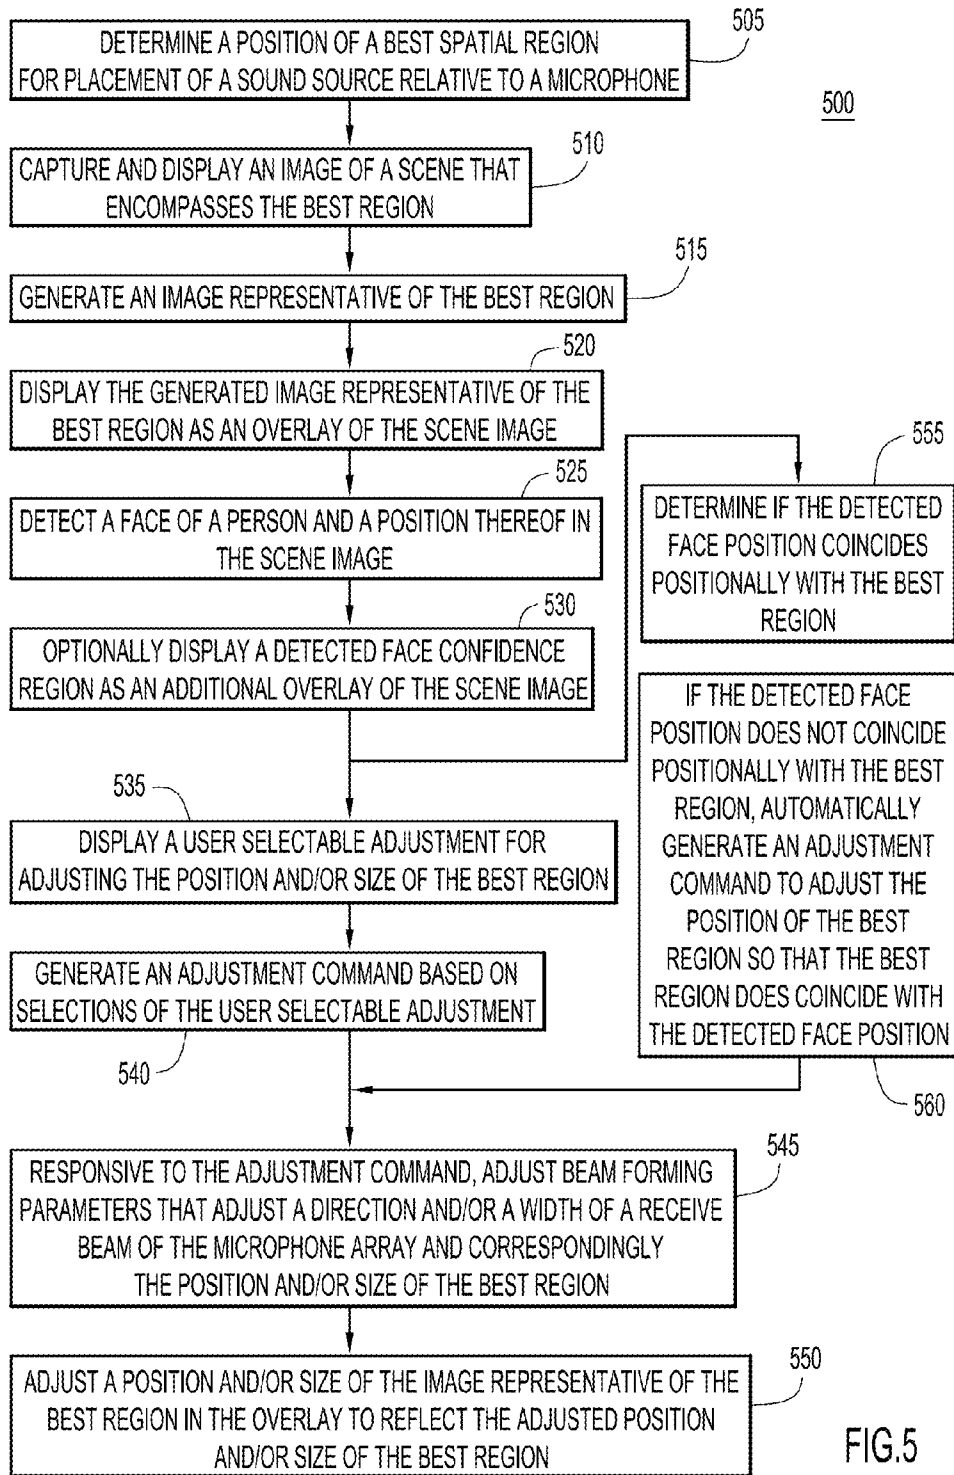 505
DETERMINE A POSITION OF A BEST SPATIAL REGION
FOR PLACEMENT OF A SOUND SOURCE RELATIVE TO A MICROPHONE
500
510
CAPTURE AND DISPLAY AN IMAGE OF A SCENE THAT
ENCOMPASSES THE BEST REGION
515
GENERATE AN IMAGE REPRESENTATIVE OF THE BEST REGION
520
DISPLAY THE GENERATED IMAGE REPRESENTATIVE OF THE
BEST REGION AS AN OVERLAY OF THE SCENE IMAGE
525
DETECT A FACE OF A PERSON AND A POSITION THEREOF IN
THE SCENE IMAGE
530
OPTIONALLY DISPLAY A DETECTED FACE CONFIDENCE
REGION AS AN ADDITIONAL OVERLAY OF THE SCENE IMAGE
535
DISPLAY A USER SELECTABLE ADJUSTMENT FOR
ADJUSTING THE POSITION AND/OR SIZE OF THE BEST REGION
GENERATE AN ADJUSTMENT COMMAND BASED ON
SELECTIONS OF THE USER SELECTABLE ADJUSTMENT
540
555
DETERMINE IF THE DETECTED
FACE POSITION COINCIDES
POSITIONALLY WITH THE BEST
REGION
IF THE DETECTED FACE
POSITION DOES NOT COINCIDE
POSITIONALLY WITH THE BEST
REGION, AUTOMATICALLY
GENERATE AN ADJUSTMENT
COMMAND TO ADJUST THE
POSITION OF THE BEST
REGION SO THAT THE BEST
REGION DOES COINCIDE WITH
THE DETECTED FACE POSITION
560
545
RESPONSIVE TO THE ADJUSTMENT COMMAND, ADJUST BEAM FORMING
PARAMETERS THAT ADJUST A DIRECTION AND/OR A WIDTH OF A RECEIVE
BEAM OF THE MICROPHONE ARRAY AND CORRESPONDINGLY
THE POSITION AND/OR SIZE OF THE BEST REGION
550
ADJUST A POSITION AND/OR SIZE OF THE IMAGE REPRESENTATIVE OF THE
BEST REGION IN THE OVERLAY TO REFLECT THE ADJUSTED POSITION
AND/OR SIZE OF THE BEST REGION
FIG.5